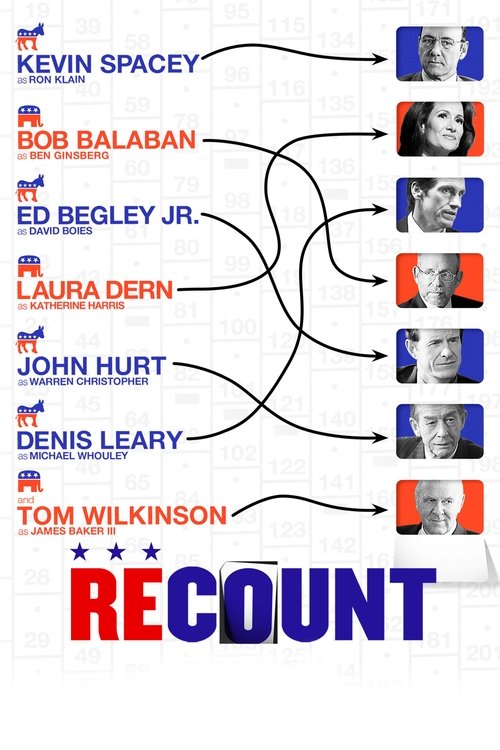 KEVIN SPACEY
as RON KLAIN
BOB BALABAN
as BEN GINSBERG
ED BEGLEY JR.
as DAVID BOIES
LAURA DERN
as KATHERINE HARRIS
JOHN HURT
as WARREN CHRISTOPHER
DENIS LEARY
as MICHAEL WHOULEY
and
TOM WILKINSON
as JAMES BAKER III
RECOUNT